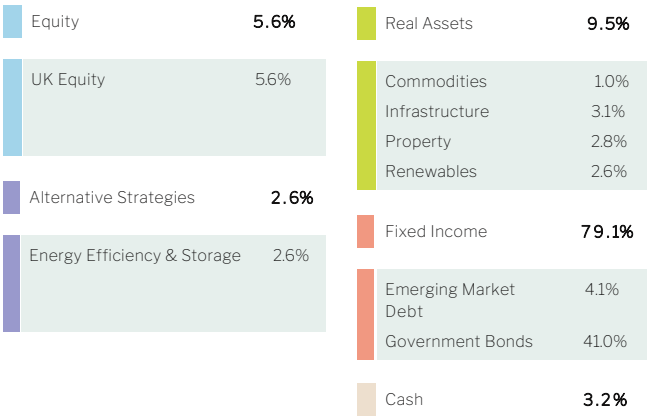 Equity 5.6%
UK Equity 5.6%
Alternative Strategies 2.6%
Energy Efficiency & Storage 2.6%
Real Assets 9.5%
Commodities 1.0%
Infrastructure 3.1%
Property 2.8%
Renewables 2.6%
Fixed Income 79.1%
Emerging Market 4.1%
Debt
Government Bonds 41.0%
Cash 3.2%